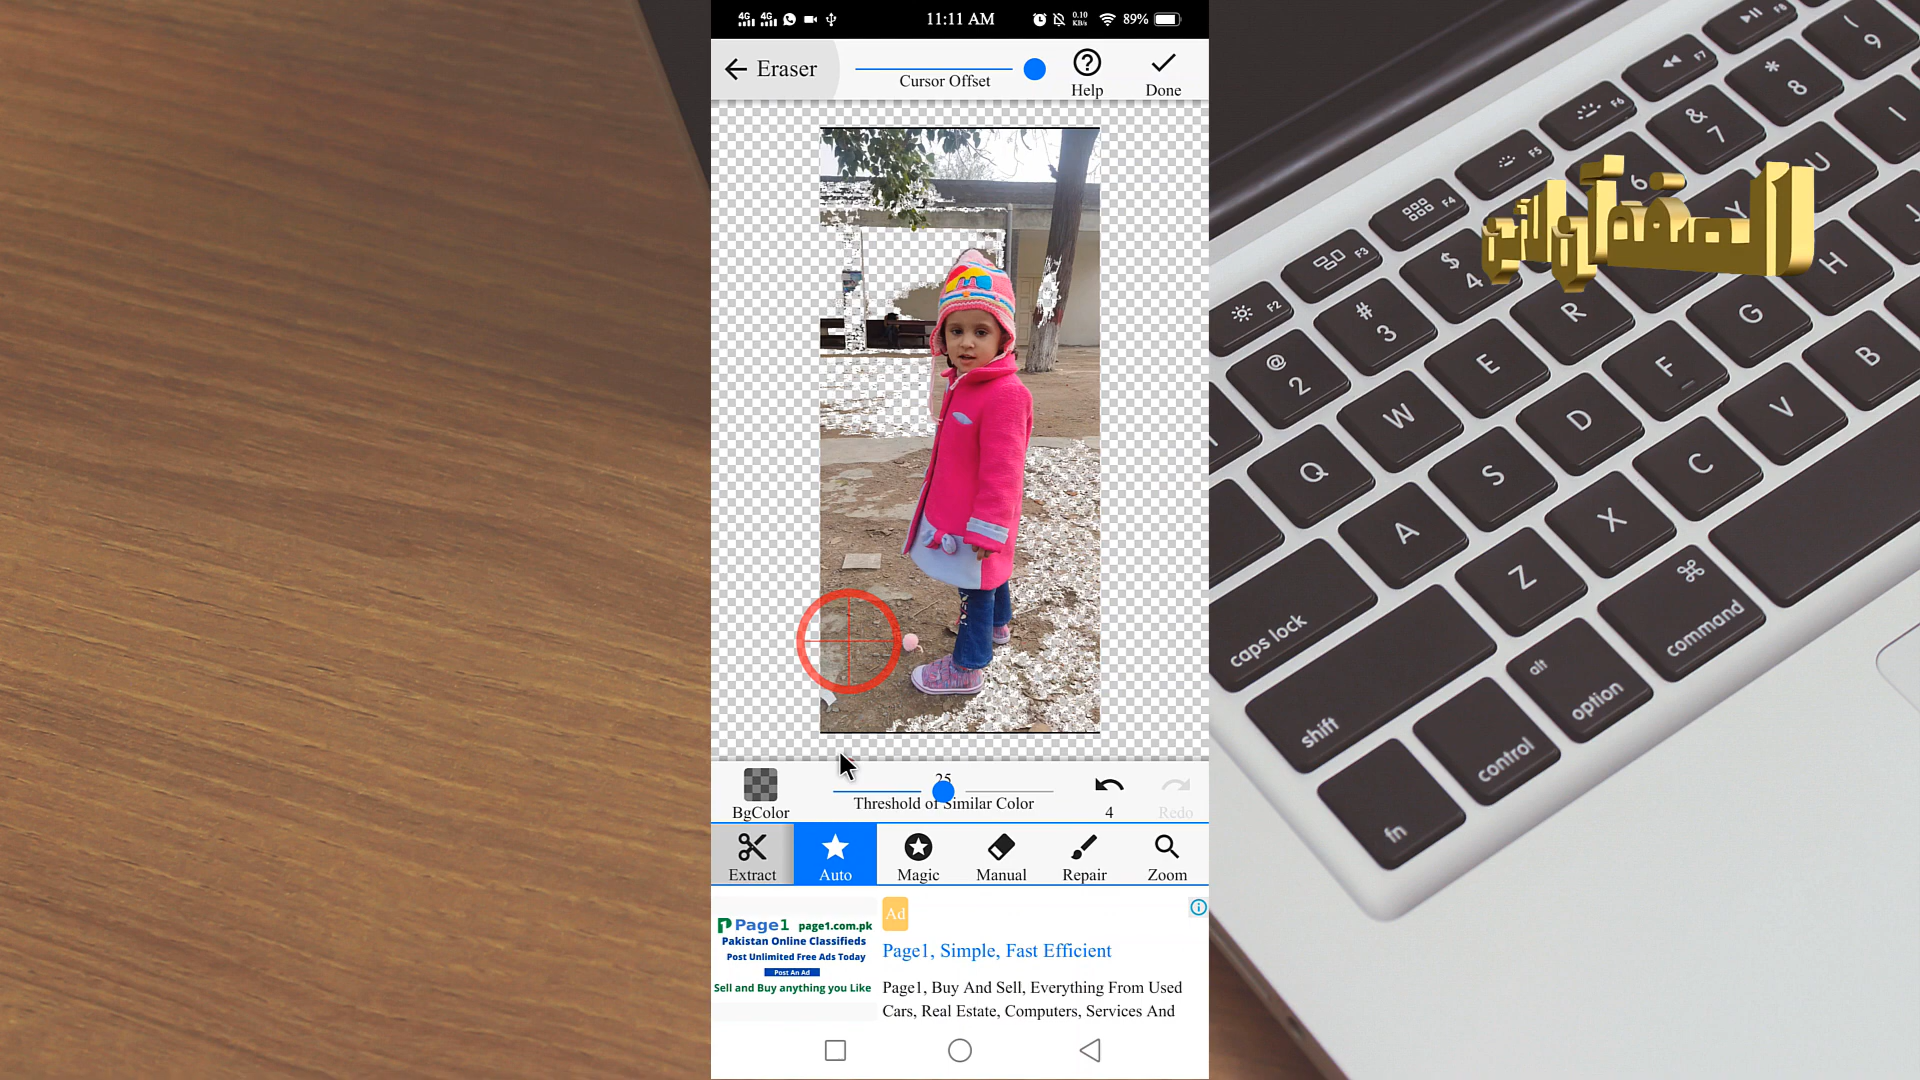 4G 4G 11:11 AM 0.10 KB/s 89%
Eraser
Cursor Offset
Help
Done
BgColor
25
Threshold of Similar Color
4
Redo
Extract
Auto
Magic
Manual
Repair
Zoom
Page1 page1.com.pk
Pakistan Online Classifieds
Post Unlimited Free Ads Today
Post An Ad
Sell and Buy anything you Like
Ad
Page1, Simple, Fast Efficient
Page1, Buy And Sell, Everything From Used
Cars, Real Estate, Computers, Services And
F2
F3
F4
F5
F6
F7
F8
@
2
#
3
$
4
6
&
7
*
8
(
9
Q
W
E
R
Y
U
I
A
S
D
F
G
H
J
Z
X
C
V
B
caps lock
shift
fn
control
alt
option
⌘
command